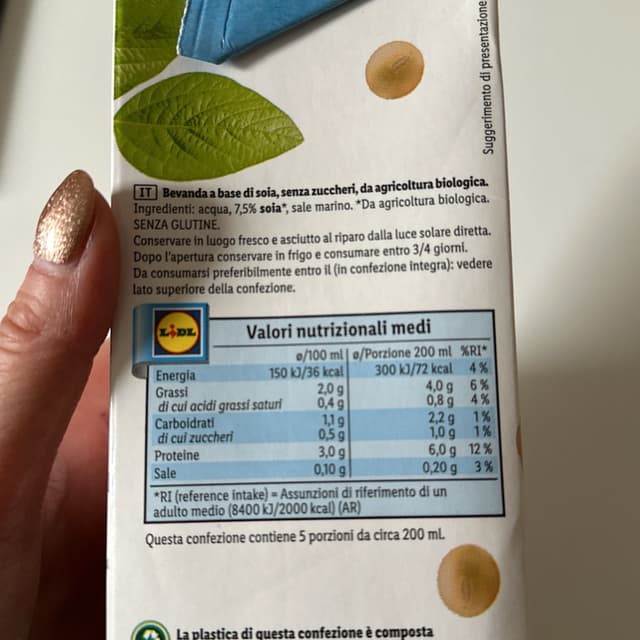 Suggerimento di presentazione
IT Bevanda a base di soia, senza zuccheri, da agricoltura biologica.
Ingredienti: acqua, 7,5% soia*, sale marino. *Da agricoltura biologica.
SENZA GLUTINE.
Conservare in luogo fresco e asciutto al riparo dalla luce solare diretta.
Dopo l'apertura conservare in frigo e consumare entro 3/4 giorni.
Da consumarsi preferibilmente entro il (in confezione integra): vedere
lato superiore della confezione.
LIDL
Valori nutrizionali medi
ø/100 ml ø/Porzione 200 ml %RI*
Energia 150 kJ/36 kcal 300 kJ/72 kcal 4 %
Grassi 2,0 g 4,0 g 6 %
di cui acidi grassi saturi 0,4 g 0,8 g 4 %
Carboidrati 1,1 g 2,2 g 1 %
di cui zuccheri 0,5 g 1,0 g 1 %
Proteine 3,0 g 6,0 g 12 %
Sale 0,10 g 0,20 g 3 %
*RI (reference intake) = Assunzioni di riferimento di un
adulto medio (8400 kJ/2000 kcal) (AR)
Questa confezione contiene 5 porzioni da circa 200 ml.
La plastica di questa confezione è composta